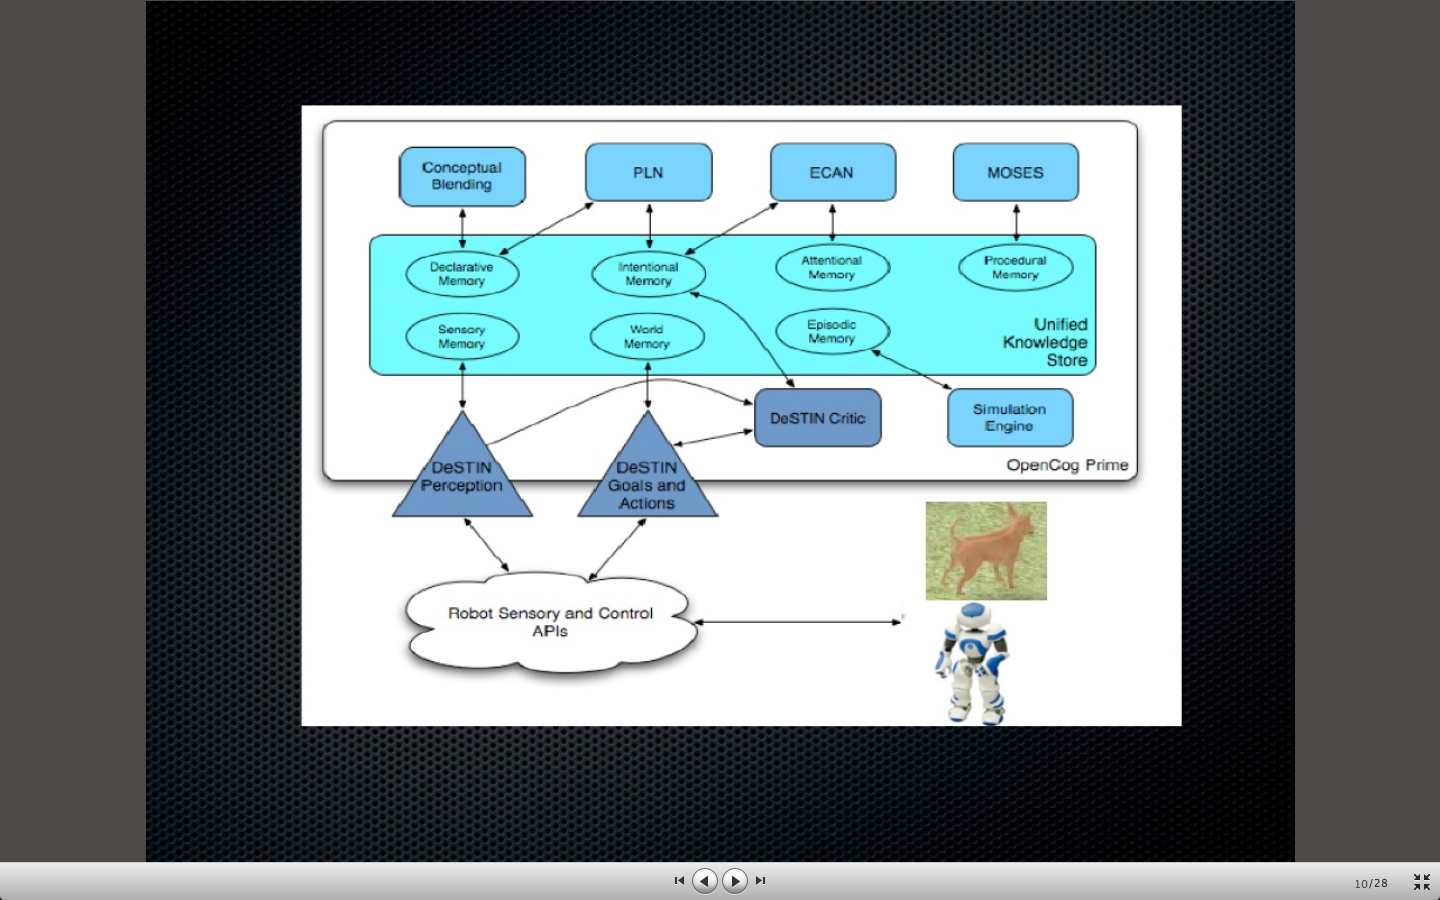 Conceptual
Blending
PLN
ECAN
MOSES
Declarative
Memory
Intentional
Memory
Attentional
Memory
Procedural
Memory
Sensory
Memory
World
Memory
Episodic
Memory
Unified
Knowledge
Store
DeSTIN Critic
Simulation
Engine
OpenCog Prime
DeSTIN
Perception
DeSTIN
Goals and
Actions
Robot Sensory and Control
APIs
10/28